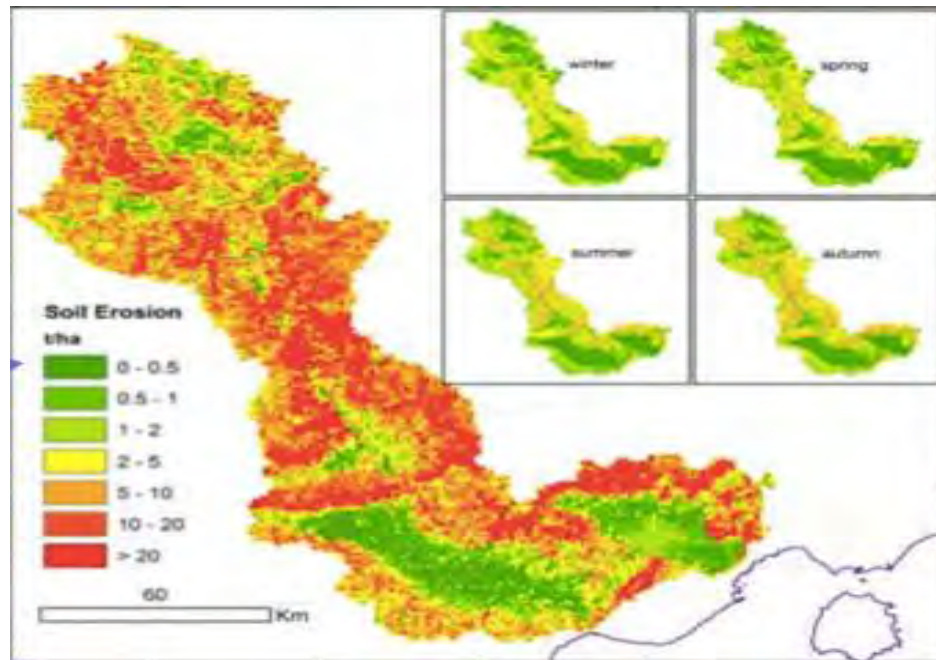 winter
spring
summer
autumn
Soil Erosion
t/ha
0 - 0.5
0.5 - 1
1 - 2
2 - 5
5 - 10
10 - 20
> 20
60
Km